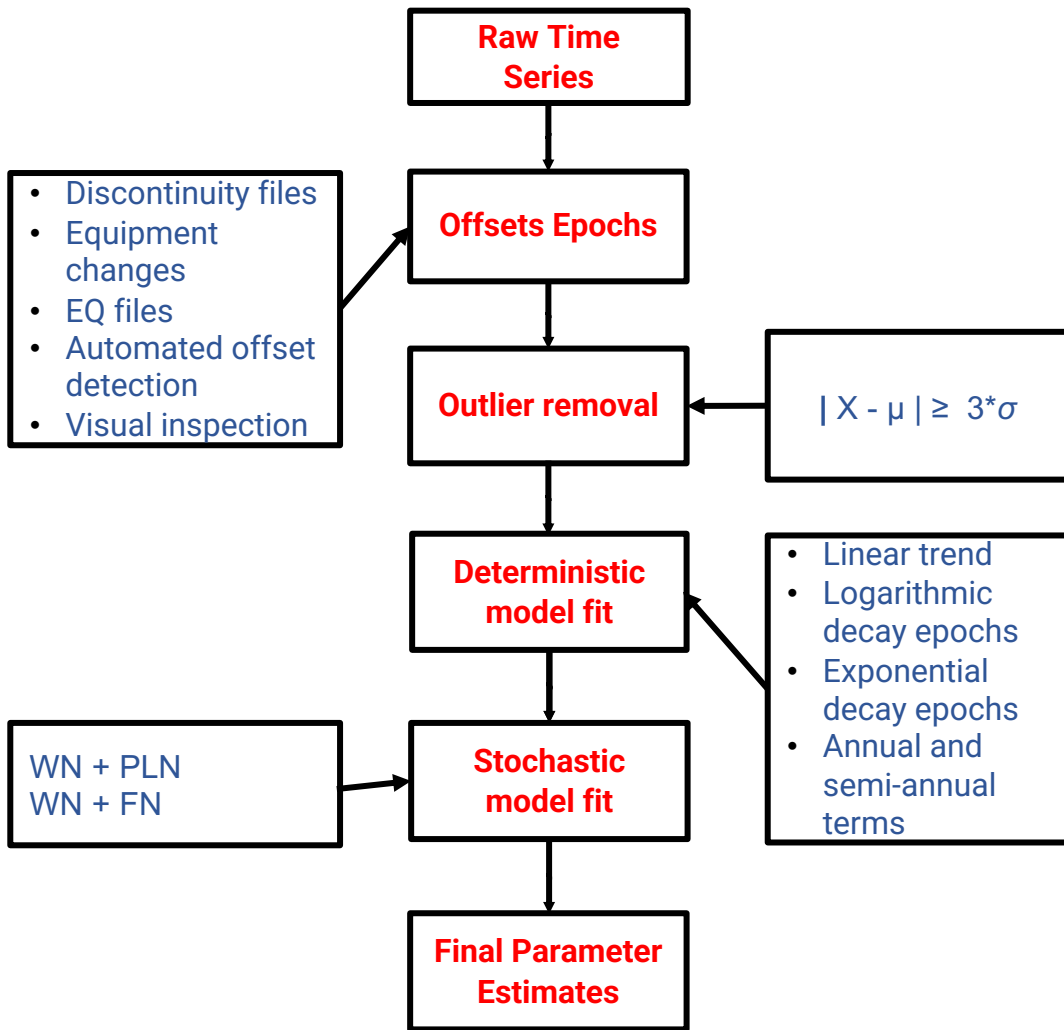 Raw Time
Series
• Discontinuity files
• Equipment
changes
• EQ files
• Automated offset
detection
• Visual inspection
Offsets Epochs
Outlier removal
| X - μ | ≥ 3*σ
Deterministic
model fit
• Linear trend
• Logarithmic
decay epochs
• Exponential
decay epochs
• Annual and
semi-annual
terms
WN + PLN
WN + FN
Stochastic
model fit
Final Parameter
Estimates